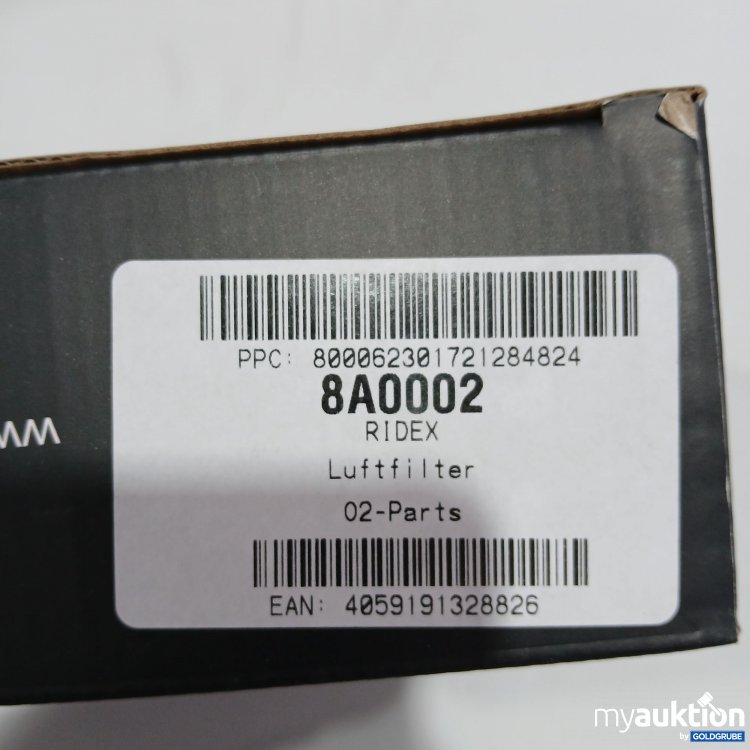 PPC: 800062301721284824
8A0002
RIDEX
Luftfilter
02-Parts
EAN: 4059191328826
myauktion
by GOLDGRUBE